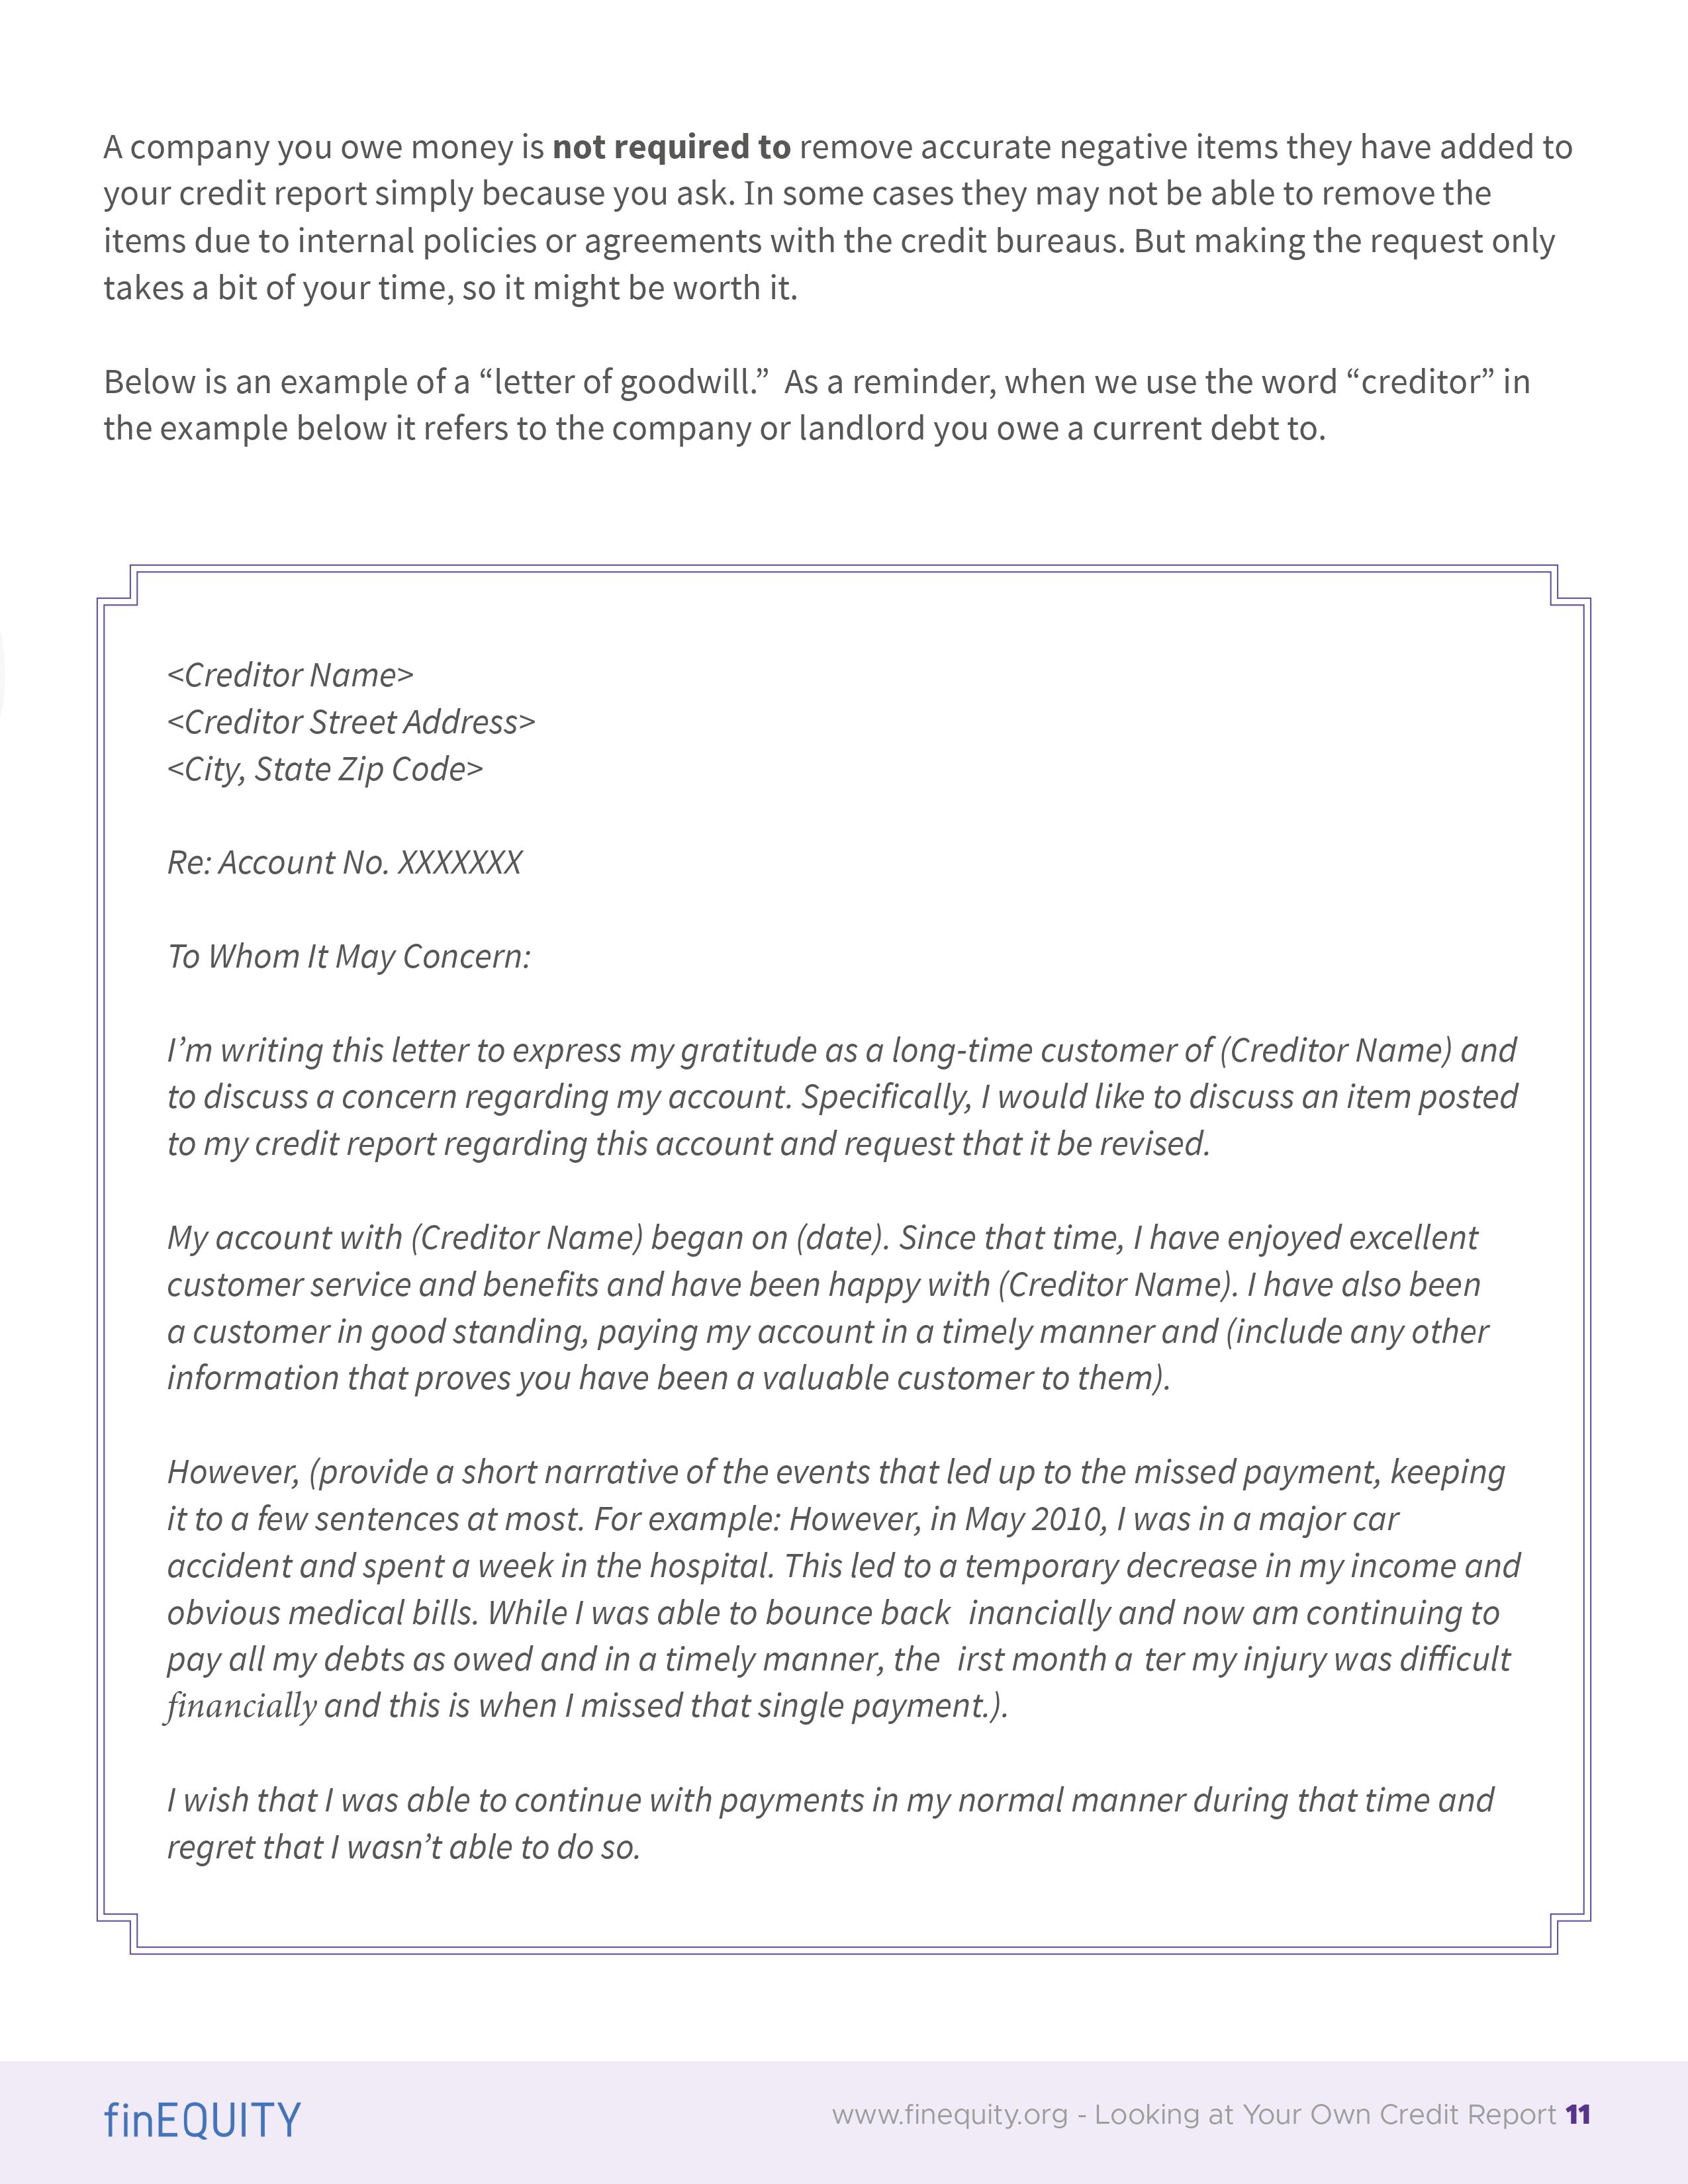 A company you owe money is not required to remove accurate negative items they have added to
your credit report simply because you ask. In some cases they may not be able to remove the
items due to internal policies or agreements with the credit bureaus. But making the request only
takes a bit of your time, so it might be worth it.
Below is an example of a “letter of goodwill.”  As a reminder, when we use the word “creditor” in
the example below it refers to the company or landlord you owe a current debt to.
<Creditor Name>
<Creditor Street Address>
<City, State Zip Code>
Re: Account No. XXXXXXX
To Whom It May Concern:
I’m writing this letter to express my gratitude as a long-time customer of (Creditor Name) and
to discuss a concern regarding my account. Specifically, I would like to discuss an item posted
to my credit report regarding this account and request that it be revised.
My account with (Creditor Name) began on (date). Since that time, I have enjoyed excellent
customer service and benefits and have been happy with (Creditor Name). I have also been
a customer in good standing, paying my account in a timely manner and (include any other
information that proves you have been a valuable customer to them).
However, (provide a short narrative of the events that led up to the missed payment, keeping
it to a few sentences at most. For example: However, in May 2010, I was in a major car
accident and spent a week in the hospital. This led to a temporary decrease in my income and
obvious medical bills. While I was able to bounce back  inancially and now am continuing to
pay all my debts as owed and in a timely manner, the  irst month a ter my injury was difficult
financially and this is when I missed that single payment.).
I wish that I was able to continue with payments in my normal manner during that time and
regret that I wasn’t able to do so.
finEQUITY
www.finequity.org - Looking at Your Own Credit Report 11